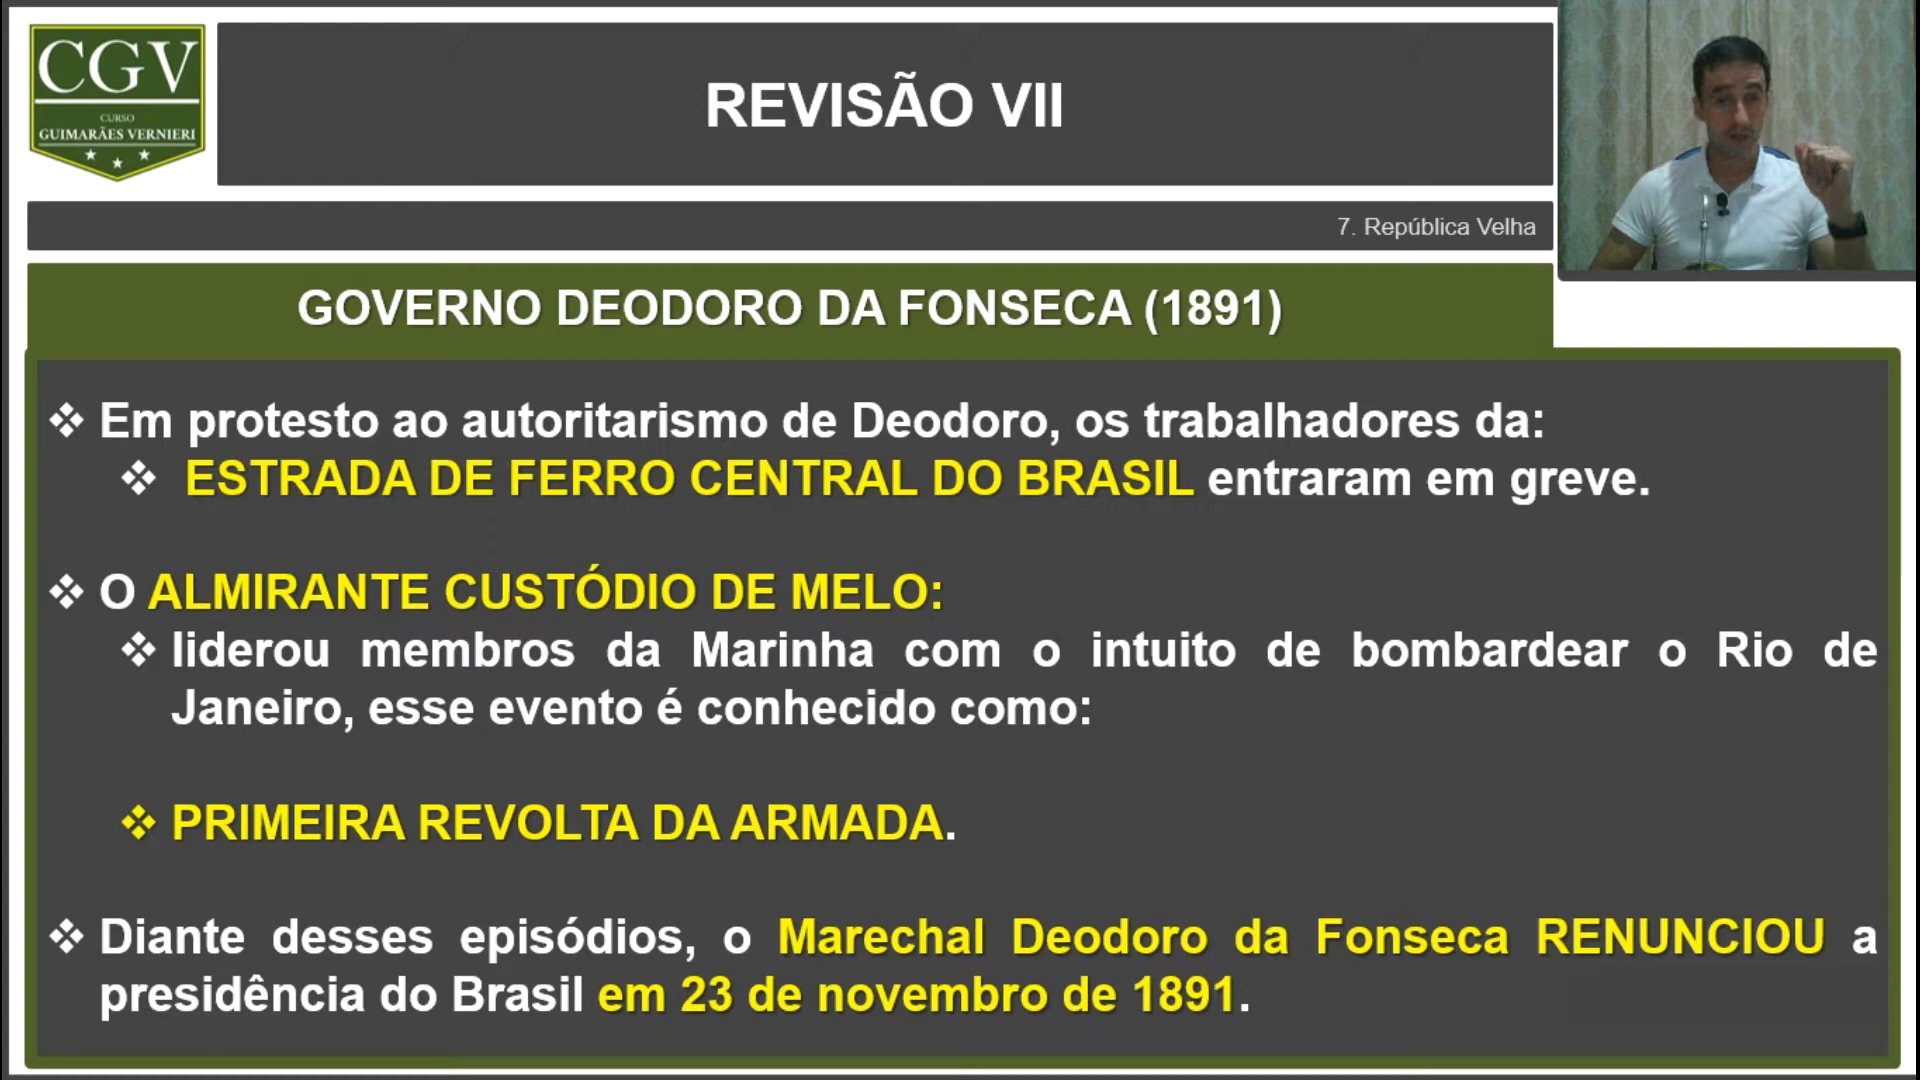 CGV
CURSO
GUIMARÃES VERNIERI
REVISÃO VII
7. República Velha
GOVERNO DEODORO DA FONSECA (1891)
❖ Em protesto ao autoritarismo de Deodoro, os trabalhadores da:
❖ ESTRADA DE FERRO CENTRAL DO BRASIL entraram em greve.
❖ O ALMIRANTE CUSTÓDIO DE MELO:
❖ liderou membros da Marinha com o intuito de bombardear o Rio de
Janeiro, esse evento é conhecido como:
❖ PRIMEIRA REVOLTA DA ARMADA.
❖ Diante desses episódios, o Marechal Deodoro da Fonseca RENUNCIOU a
presidência do Brasil em 23 de novembro de 1891.